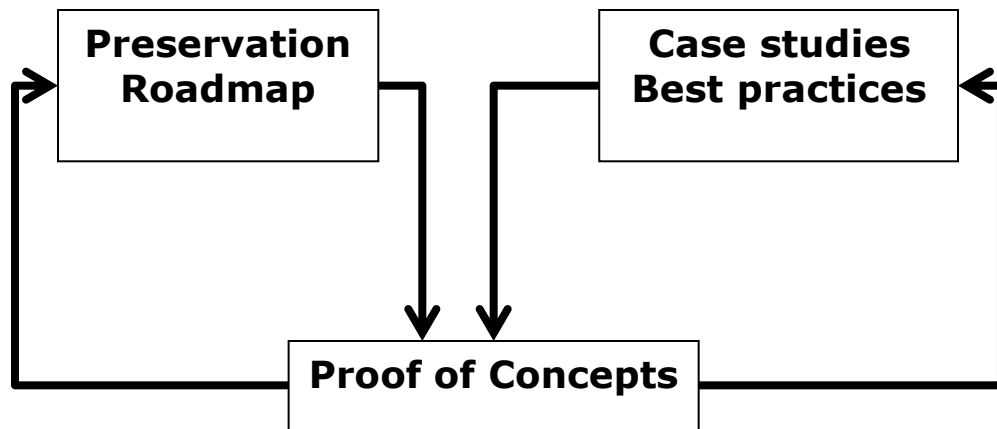 Preservation
Roadmap
Case studies
Best practices
Proof of Concepts